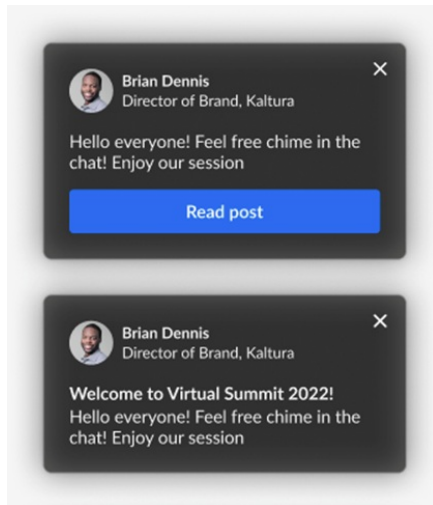 Brian Dennis
Director of Brand, Kaltura
Hello everyone! Feel free chime in the
chat! Enjoy our session
Read post
Brian Dennis
Director of Brand, Kaltura
Welcome to Virtual Summit 2022!
Hello everyone! Feel free chime in the
chat! Enjoy our session